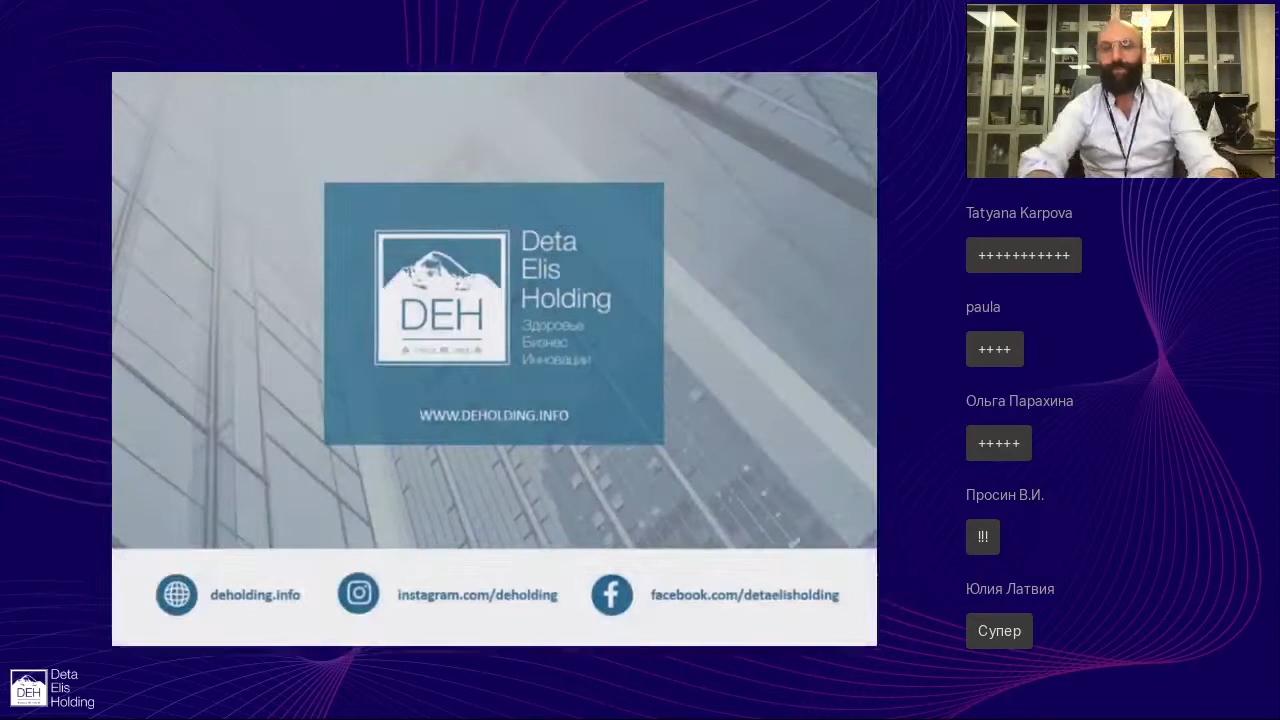 Deta
Elis
Holding
Здоровье
Бизнес
Инновации
DEH
WWW.DEHOLDING.INFO
deholding.info
instagram.com/deholding
facebook.com/detaelisholding
Tatyana Karpova
+++++++++++
paula
++++
Ольга Парахина
+++++
Просин В.И.
!!!
Юлия Латвия
Супер
DEH
Deta
Elis
Holding